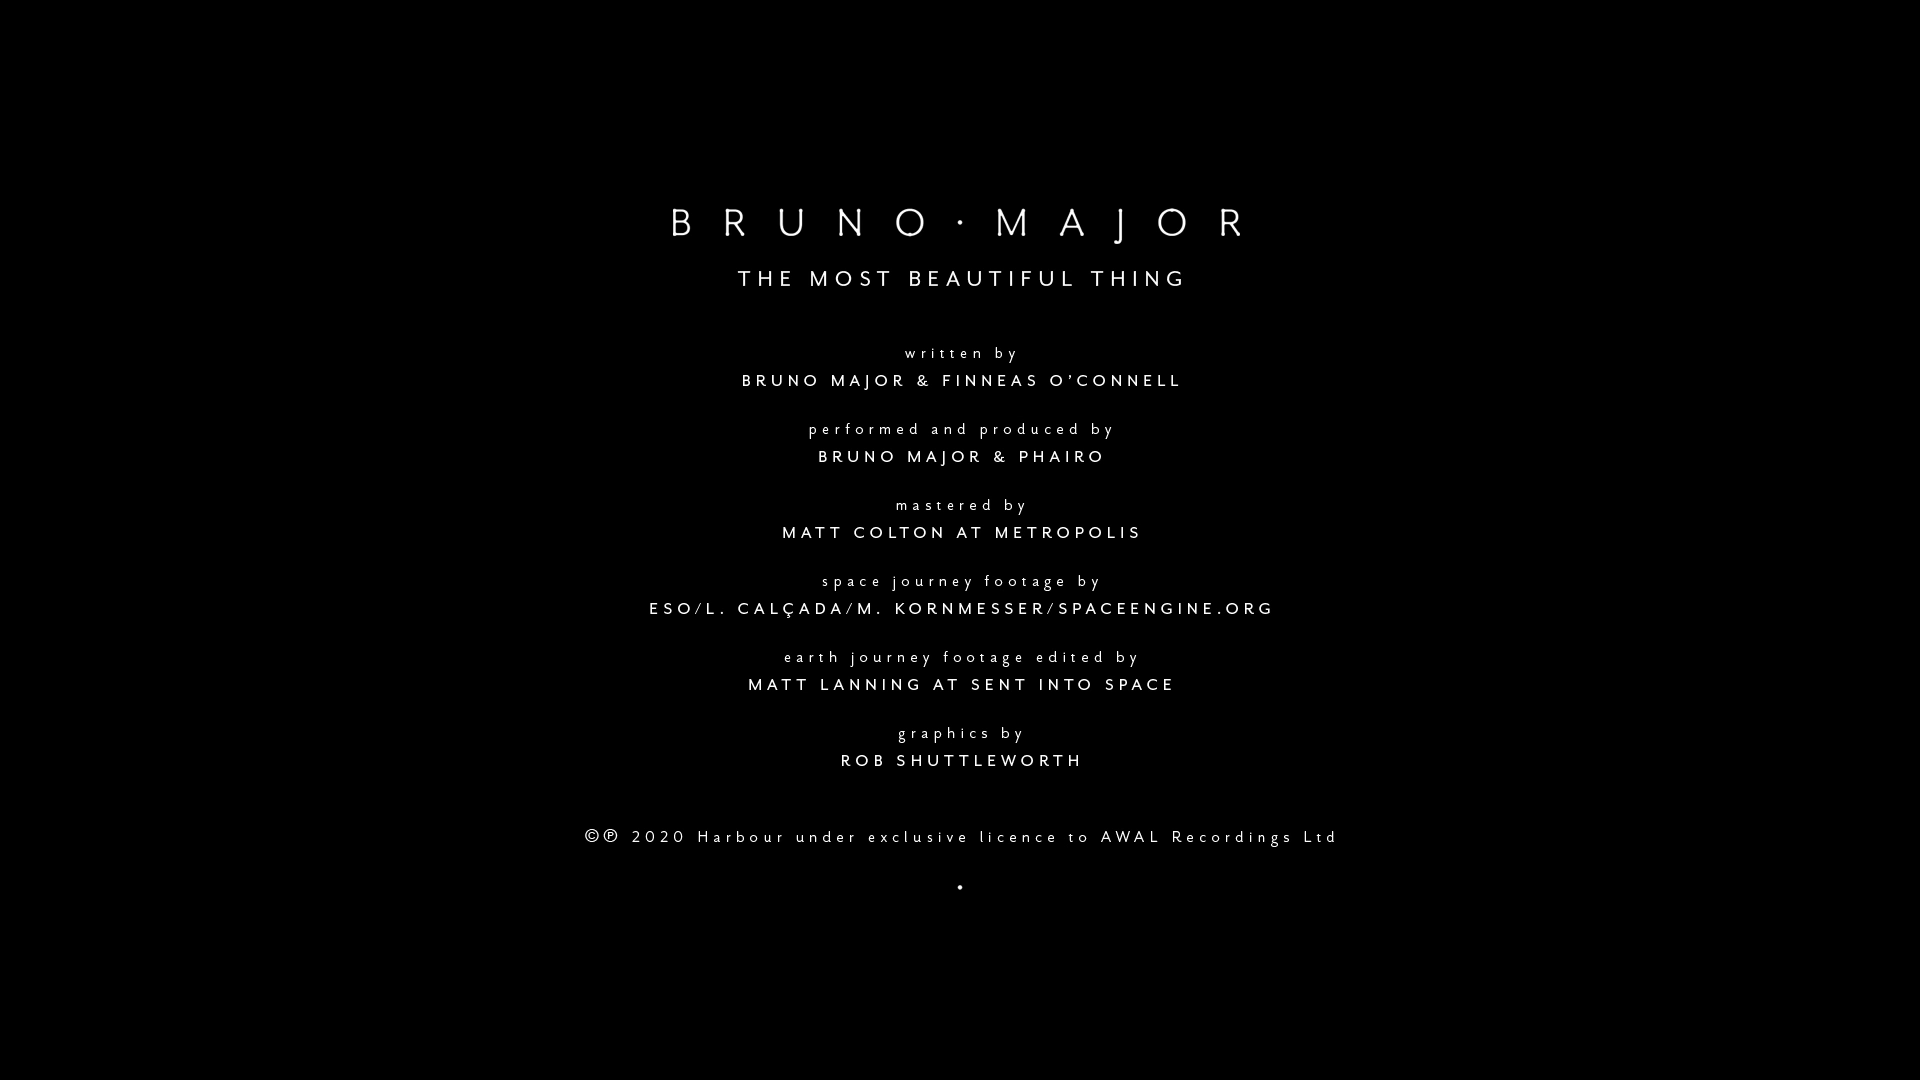 BRUNO·MAJOR
THE MOST BEAUTIFUL THING
written by
BRUNO MAJOR & FINNEAS O’CONNELL
performed and produced by
BRUNO MAJOR & PHAIRO
mastered by
MATT COLTON AT METROPOLIS
space journey footage by
ESO/L. CALÇADA/M. KORNMESSER/SPACEENGINE.ORG
earth journey footage edited by
MATT LANNING AT SENT INTO SPACE
graphics by
ROB SHUTTLEWORTH
©℗ 2020 Harbour under exclusive licence to AWAL Recordings Ltd